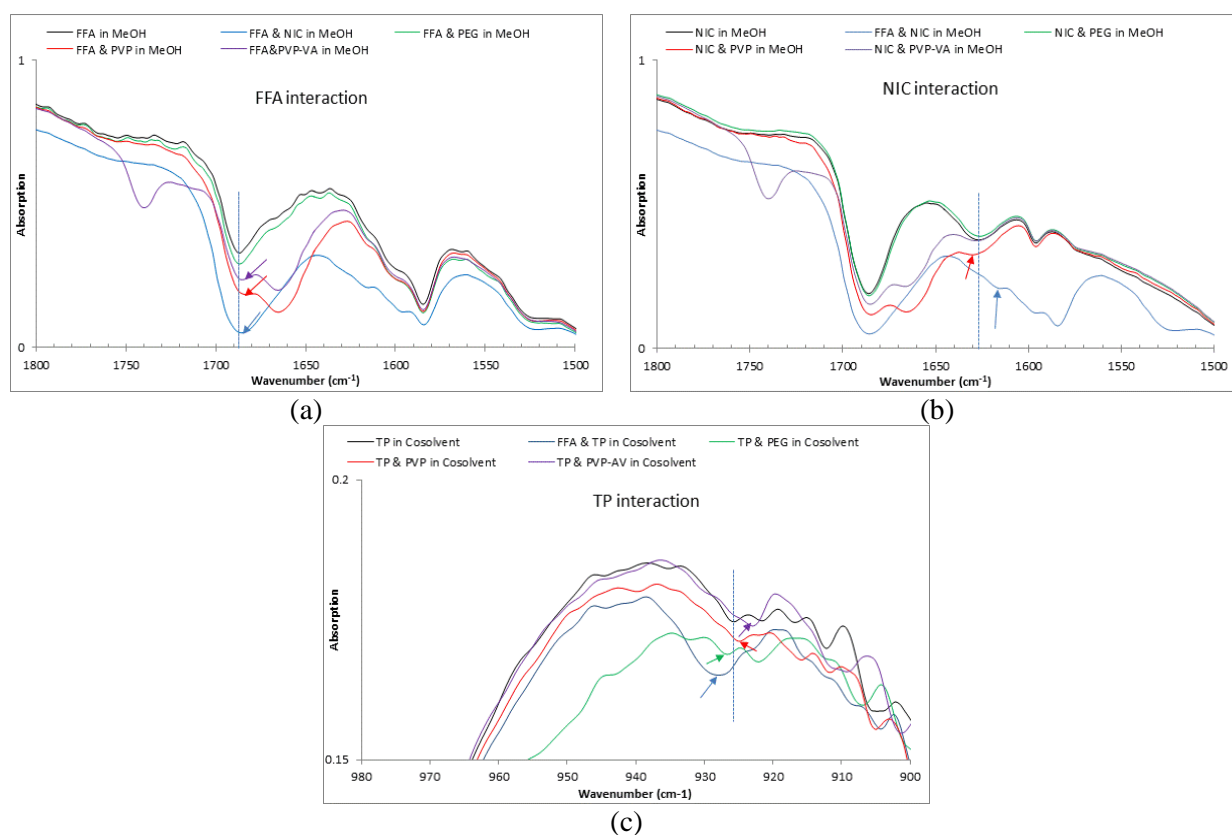 FFA in MeOH FFA & NIC in MeOH FFA & PEG in MeOH
FFA & PVP in MeOH FFA&PVP-VA in MeOH
1
FFA interaction
Absorption
0
1800 1750 1700 1650 1600 1550 1500
Wavenumber (cm-1)
(a)
NIC in MeOH FFA & NIC in MeOH NIC & PEG in MeOH
NIC & PVP in MeOH NIC & PVP-VA in MeOH
1
NIC interaction
Absorption
0
1800 1750 1700 1650 1600 1550 1500
Wavenumber (cm-1)
(b)
TP in Cosolvent FFA & TP in Cosolvent TP & PEG in Cosolvent
TP & PVP in Cosolvent TP & PVP-AV in Cosolvent
0.2
TP interaction
Absorption
0.15
980 970 960 950 940 930 920 910 900
Wavenumber (cm-1)
(c)